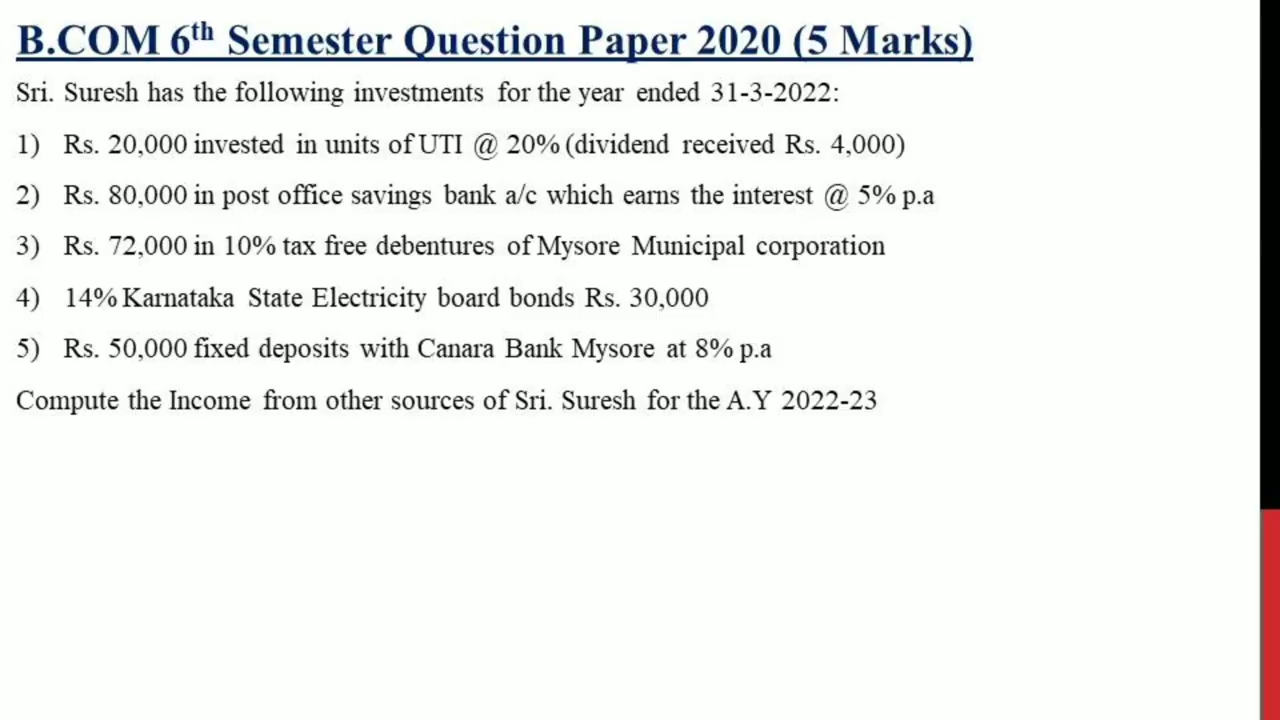 B.COM 6th Semester Question Paper 2020 (5 Marks)
Sri. Suresh has the following investments for the year ended 31-3-2022:
1) Rs. 20,000 invested in units of UTI @ 20% (dividend received Rs. 4,000)
2) Rs. 80,000 in post office savings bank a/c which earns the interest @ 5% p.a
3) Rs. 72,000 in 10% tax free debentures of Mysore Municipal corporation
4) 14% Karnataka State Electricity board bonds Rs. 30,000
5) Rs. 50,000 fixed deposits with Canara Bank Mysore at 8% p.a
Compute the Income from other sources of Sri. Suresh for the A.Y 2022-23